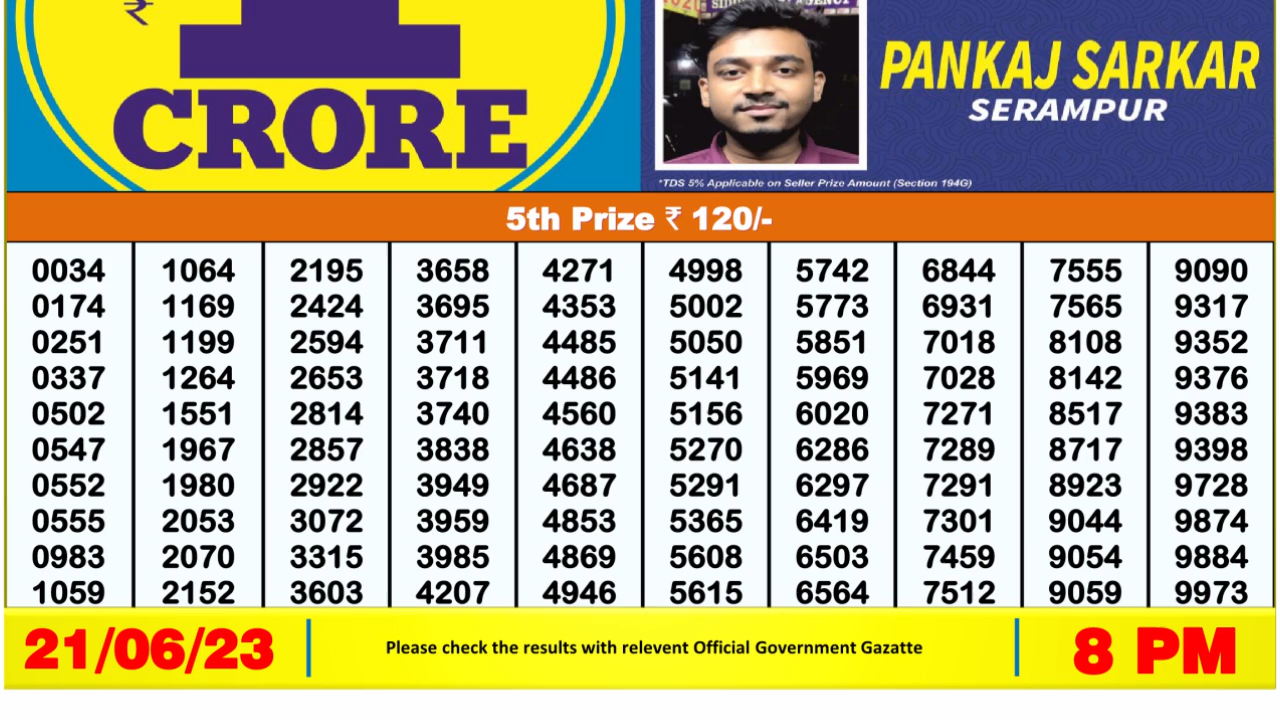 ₹
1
CRORE
PANKAJ SARKAR
SERAMPUR
*TDS 5% Applicable on Seller Prize Amount (Section 194G)
5th Prize ₹ 120/-
0034 1064 2195 3658 4271 4998 5742 6844 7555 9090
0174 1169 2424 3695 4353 5002 5773 6931 7565 9317
0251 1199 2594 3711 4485 5050 5851 7018 8108 9352
0337 1264 2653 3718 4486 5141 5969 7028 8142 9376
0502 1551 2814 3740 4560 5156 6020 7271 8517 9383
0547 1967 2857 3838 4638 5270 6286 7289 8717 9398
0552 1980 2922 3949 4687 5291 6297 7291 8923 9728
0555 2053 3072 3959 4853 5365 6419 7301 9044 9874
0983 2070 3315 3985 4869 5608 6503 7459 9054 9884
1059 2152 3603 4207 4946 5615 6564 7512 9059 9973
21/06/23 Please check the results with relevent Official Government Gazatte 8 PM